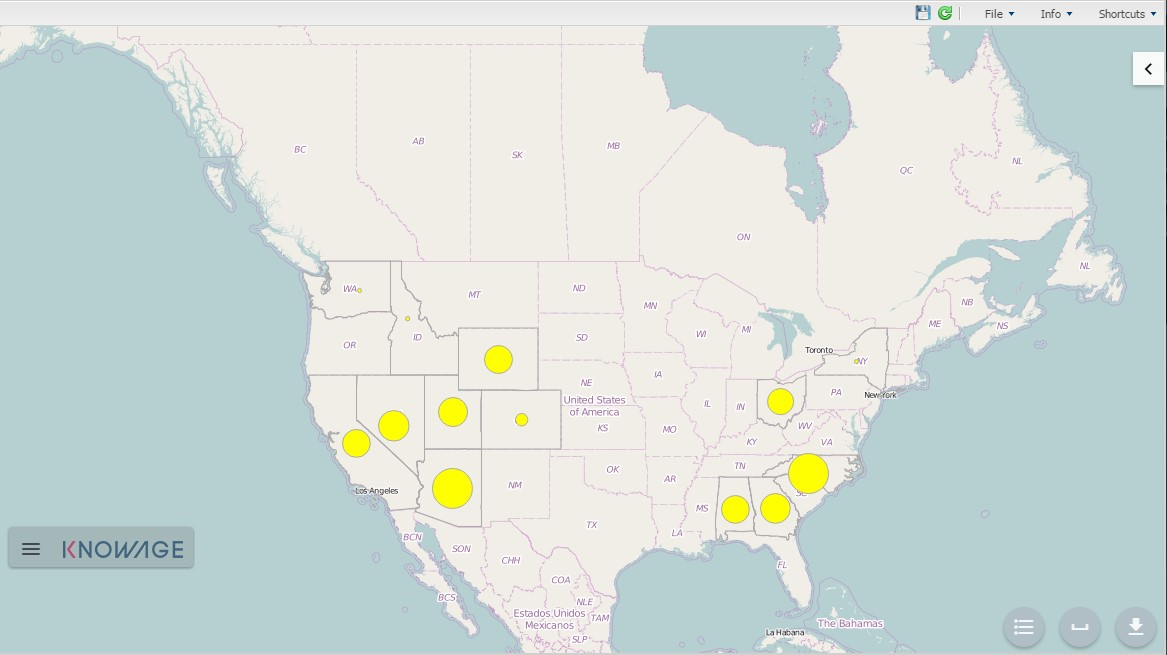 File
Info
Shortcuts
BC
AB
SK
MB
ON
QC
NL
NL
NB
NS
ME
WA
MT
ND
MN
OR
ID
SD
WI
MI
Toronto
NY
NE
IA
PA
New York
United States
of America
IL
IN
KS
MO
KY
WV
VA
Los Angeles
NM
OK
AR
TN
SC
MS
TX
LA
BCN
SON
CHH
FL
COA
BCS
NLE
TAM
Estados Unidos
Mexicanos
SLP
The Bahamas
La Habana
KNOWAGE